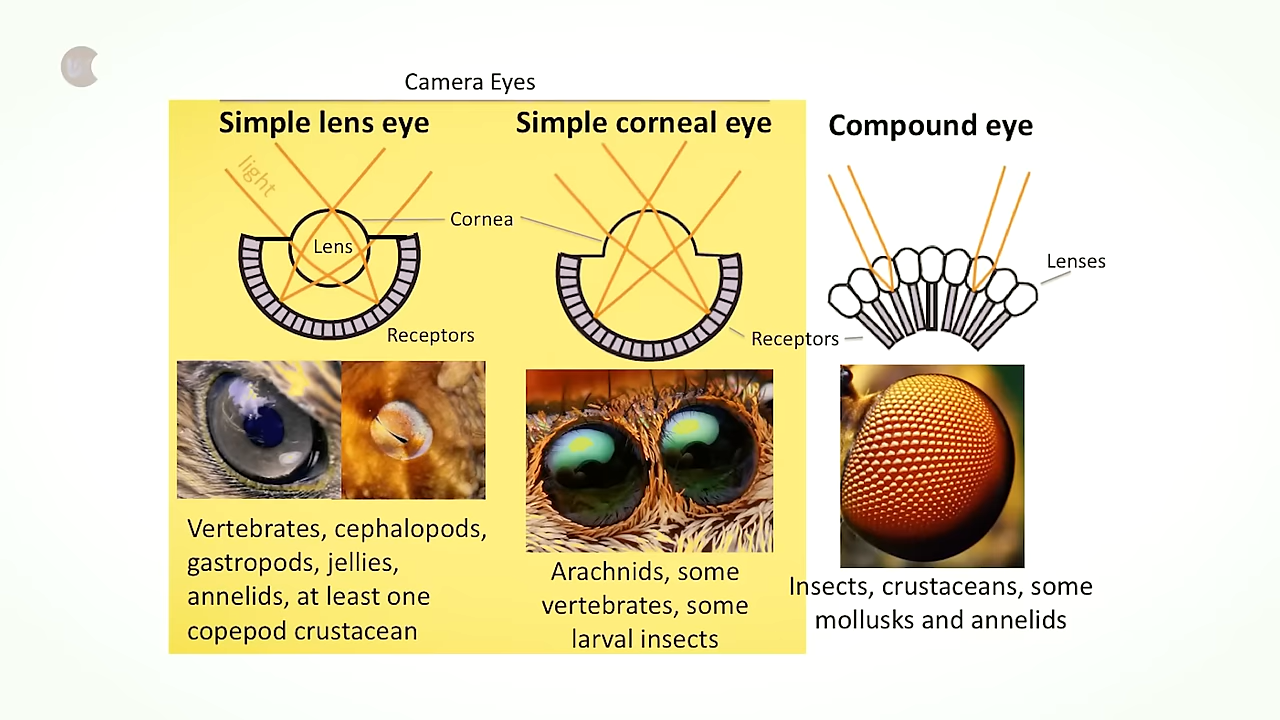 Camera Eyes
Simple lens eye
Simple corneal eye
Compound eye
light
Cornea
Lens
Lenses
Receptors
Receptors
Vertebrates, cephalopods,
gastropods, jellies,
annelids, at least one
copepod crustacean
Arachnids, some
vertebrates, some
larval insects
Insects, crustaceans, some
mollusks and annelids